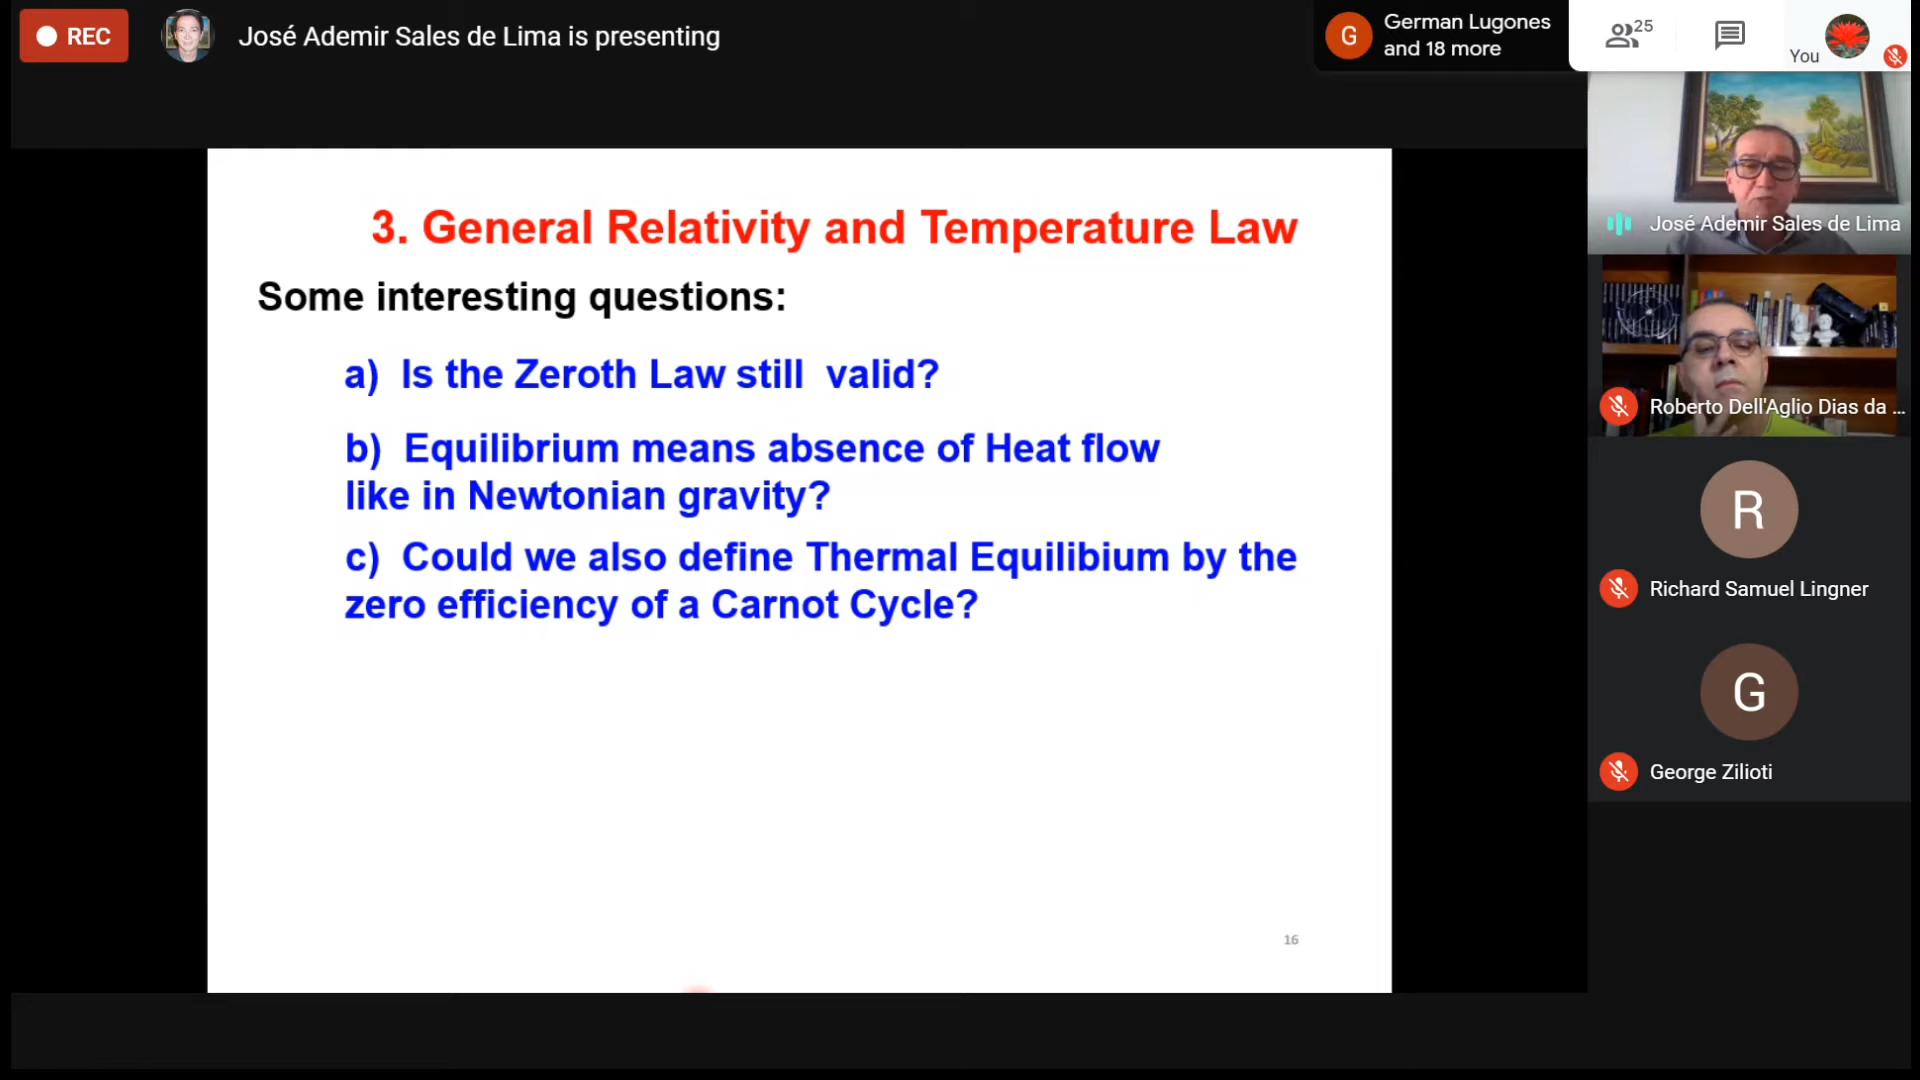 REC
José Ademir Sales de Lima is presenting
G
German Lugones
and 18 more
25
You
3. General Relativity and Temperature Law
Some interesting questions:
a) Is the Zeroth Law still valid?
b) Equilibrium means absence of Heat flow
like in Newtonian gravity?
c) Could we also define Thermal Equilibium by the
zero efficiency of a Carnot Cycle?
16
José Ademir Sales de Lima
Roberto Dell'Aglio Dias da ...
R
Richard Samuel Lingner
G
George Zilioti